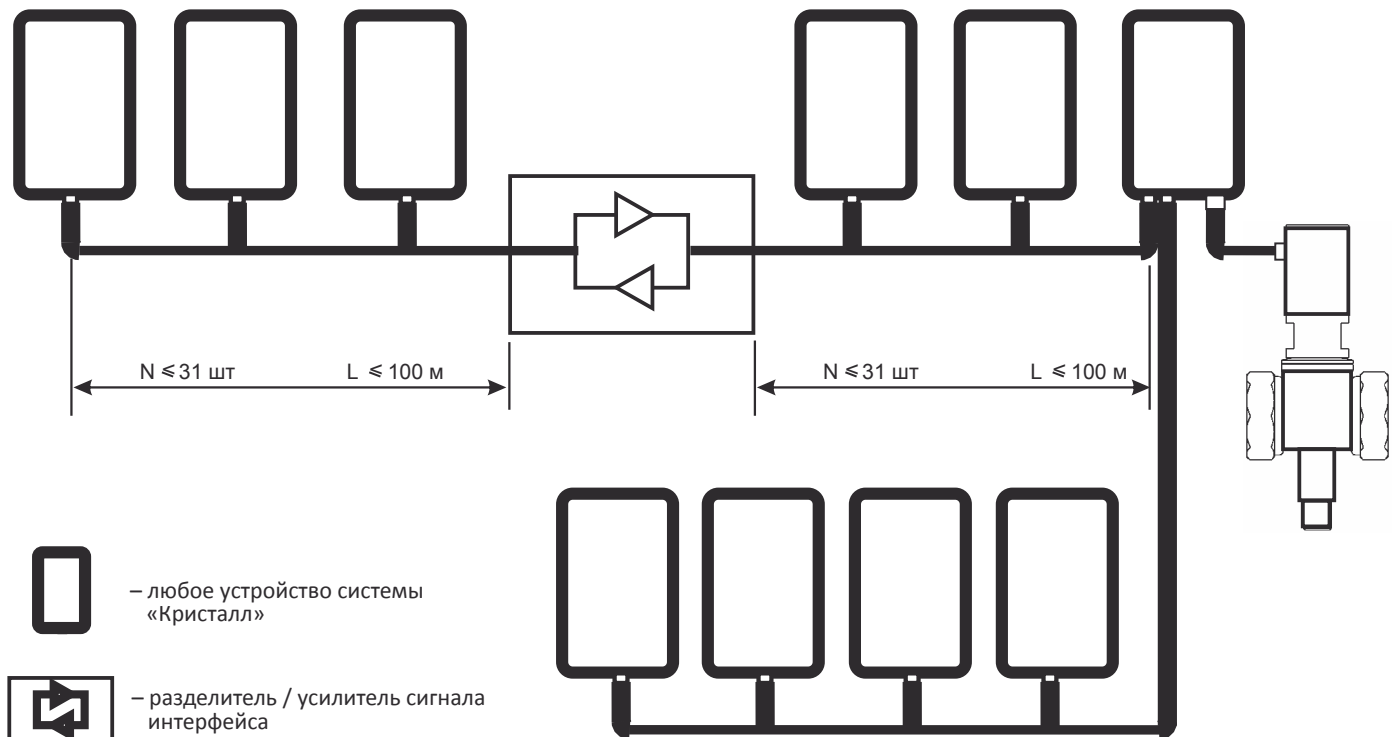 N ⩽ 31 шт L ⩽ 100 м N ⩽ 31 шт L ⩽ 100 м
– любое устройство системы
«Кристалл»
– разделитель / усилитель сигнала
интерфейса